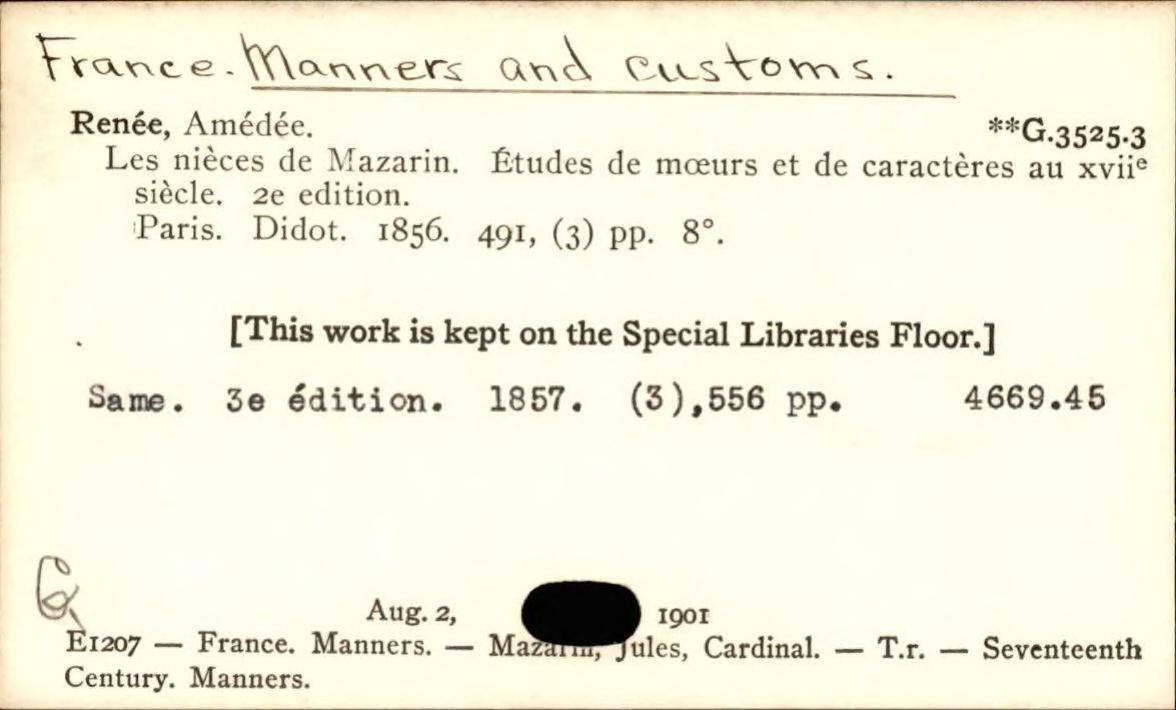 France. Manners and customs.
Renée, Amédée. **G.3525.3
Les nièces de Mazarin. Études de mœurs et de caractères au xviiᵉ
siècle. 2e edition.
Paris. Didot. 1856. 491, (3) pp. 8°.
[This work is kept on the Special Libraries Floor.]
Same. 3e édition. 1857. (3),556 pp. 4669.45
G
Aug. 2, 1901
E1207 — France. Manners. — Mazarin, Jules, Cardinal. — T.r. — Seventeenth
Century. Manners.